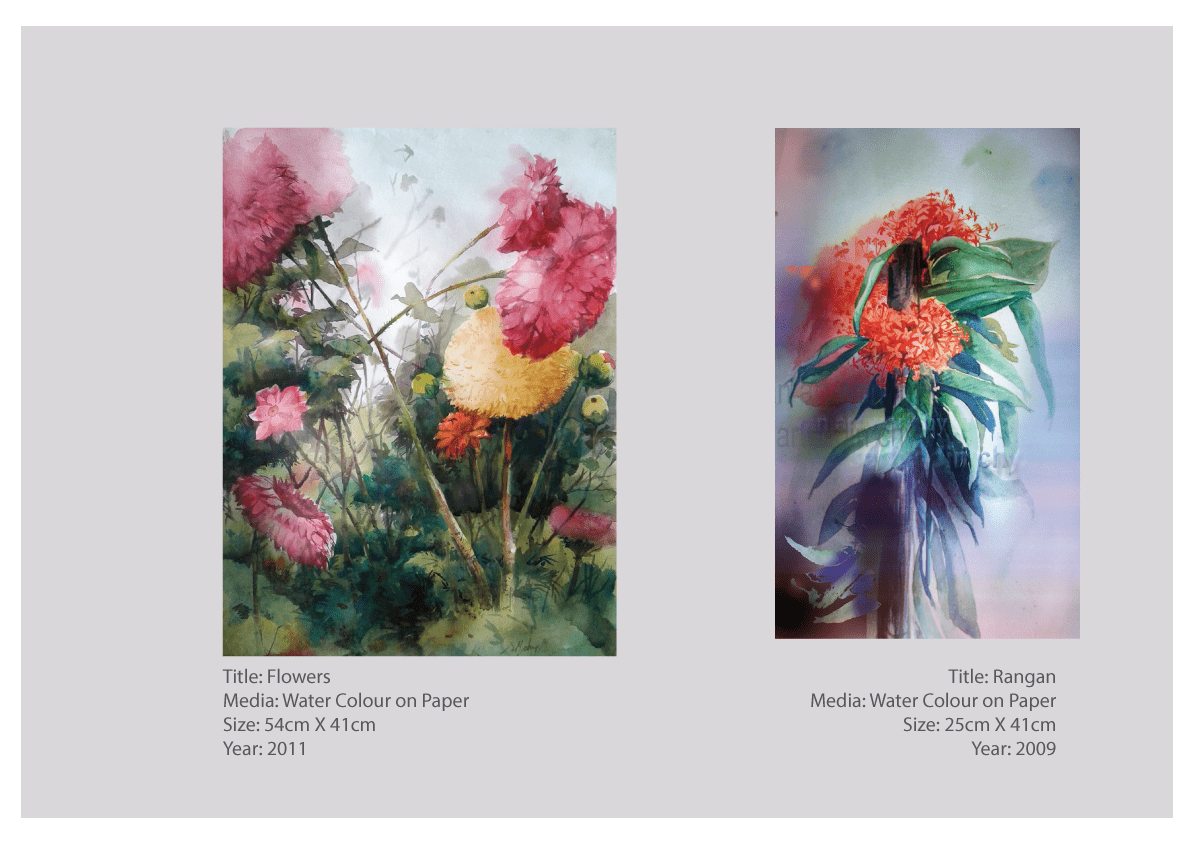 Title: Flowers
Media: Water Colour on Paper
Size: 54cm X 41cm
Year: 2011
Title: Rangan
Media: Water Colour on Paper
Size: 25cm X 41cm
Year: 2009